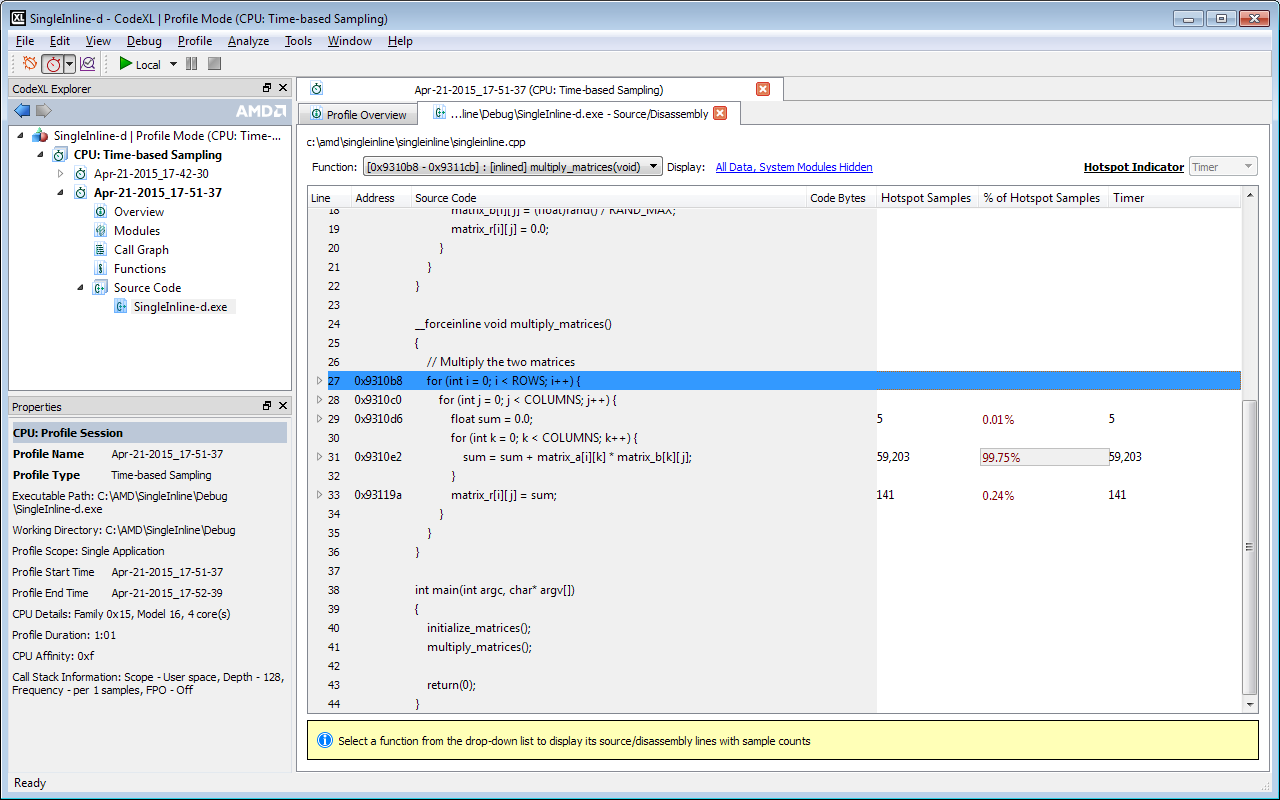 SingleInline-d - CodeXL | Profile Mode (CPU: Time-based Sampling)
File Edit View Debug Profile Analyze Tools Window Help
Local
CodeXL Explorer
AMD
SingleInline-d | Profile Mode (CPU: Time-...
CPU: Time-based Sampling
Apr-21-2015_17-42-30
Apr-21-2015_17-51-37
Overview
Modules
Call Graph
Functions
Source Code
SingleInline-d.exe
Properties
CPU: Profile Session
Profile Name Apr-21-2015_17-51-37
Profile Type Time-based Sampling
Executable Path: C:\AMD\SingleInline\Debug
\SingleInline-d.exe
Working Directory: C:\AMD\SingleInline\Debug
Profile Scope: Single Application
Profile Start Time Apr-21-2015_17-51-37
Profile End Time Apr-21-2015_17-52-39
CPU Details: Family 0x15, Model 16, 4 core(s)
Profile Duration: 1:01
CPU Affinity: 0xf
Call Stack Information: Scope - User space, Depth - 128,
Frequency - per 1 samples, FPO - Off
Apr-21-2015_17-51-37 (CPU: Time-based Sampling)
Profile Overview ...line\Debug\SingleInline-d.exe - Source/Disassembly
c:\amd\singleinline\singleinline\singleinline.cpp
Function: [0x9310b8 - 0x9311cb] : [inlined] multiply_matrices(void) Display: All Data, System Modules Hidden Hotspot Indicator Timer
Line Address Source Code Code Bytes Hotspot Samples % of Hotspot Samples Timer
18 matrix_b[i][j] = (float)rand() / RAND_MAX;
19 matrix_r[i][j] = 0.0;
20 }
21 }
22 }
23
24 __forceinline void multiply_matrices()
25 {
26 // Multiply the two matrices
27 0x9310b8 for (int i = 0; i < ROWS; i++) {
28 0x9310c0 for (int j = 0; j < COLUMNS; j++) {
29 0x9310d6 float sum = 0.0; 5 0.01% 5
30 for (int k = 0; k < COLUMNS; k++) {
31 0x9310e2 sum = sum + matrix_a[i][k] * matrix_b[k][j]; 59,203 99.75% 59,203
32 }
33 0x93119a matrix_r[i][j] = sum; 141 0.24% 141
34 }
35 }
36 }
37
38 int main(int argc, char* argv[])
39 {
40 initialize_matrices();
41 multiply_matrices();
42
43 return(0);
44 }
Select a function from the drop-down list to display its source/disassembly lines with sample counts
Ready